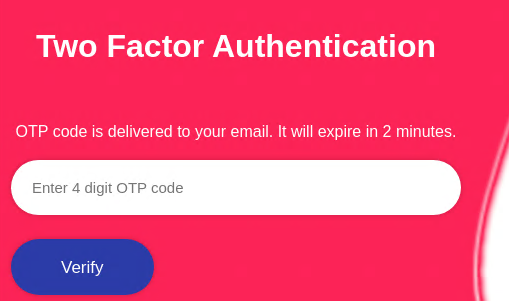 Two Factor Authentication
OTP code is delivered to your email. It will expire in 2 minutes.
Enter 4 digit OTP code
Verify